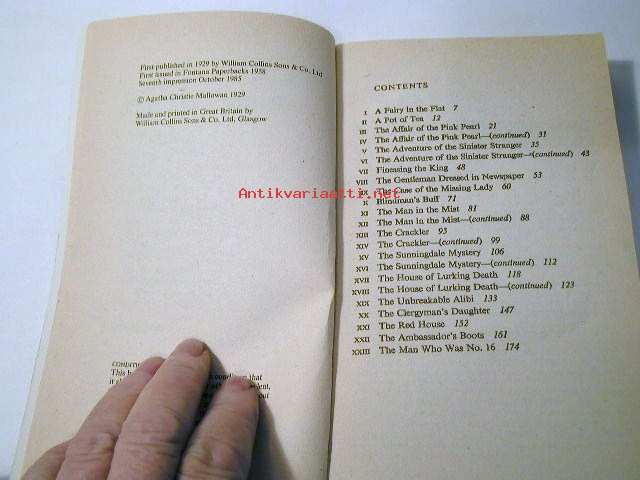 First published in 1929 by William Collins Sons & Co. Ltd
First issued in Fontana Paperbacks 1958
Seventh impression October 1985
© Agatha Christie Mallowan 1929
Made and printed in Great Britain by
William Collins Sons & Co. Ltd, Glasgow
This b
condition that
CONTENTS
I A Fairy in the Flat 7
II A Pot of Tea 12
III The Affair of the Pink Pearl 21
IV The Affair of the Pink Pearl—(continued) 31
V The Adventure of the Sinister Stranger 35
VI The Adventure of the Sinister Stranger—(continued) 43
VII Finessing the King 48
VIII The Gentleman Dressed in Newspaper 53
IX The Case of the Missing Lady 60
X Blindman's Buff 71
XI The Man in the Mist 81
XII The Man in the Mist—(continued) 88
XIII The Crackler 93
XIV The Crackler—(continued) 99
XV The Sunningdale Mystery 106
XVI The Sunningdale Mystery—(continued) 112
XVII The House of Lurking Death 118
XVIII The House of Lurking Death—(continued) 123
XIX The Unbreakable Alibi 133
XX The Clergyman's Daughter 147
XXI The Red House 152
XXII The Ambassador's Boots 161
XXIII The Man Who Was No. 16 174
Antikvariaatti.net